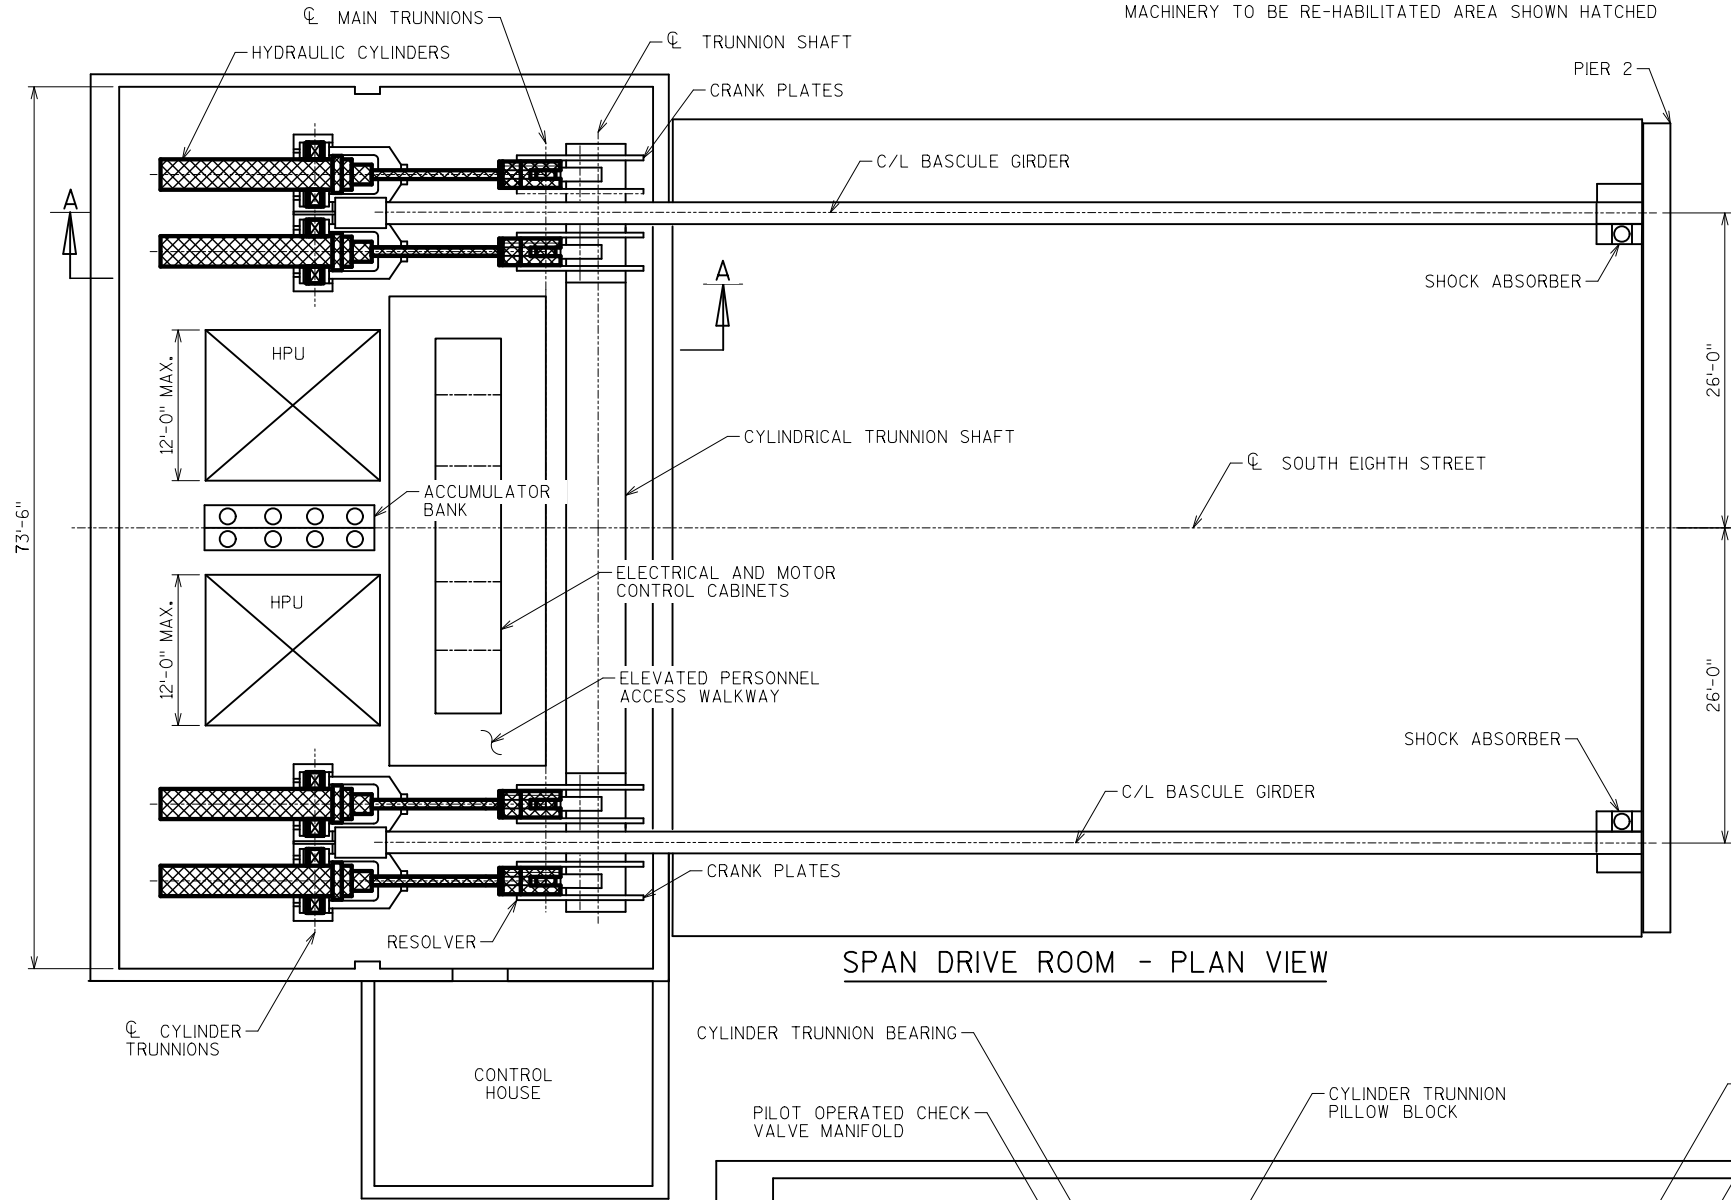 ℄ MAIN TRUNNIONS
MACHINERY TO BE RE-HABILITATED AREA SHOWN HATCHED
HYDRAULIC CYLINDERS
℄ TRUNNION SHAFT
PIER 2
CRANK PLATES
C/L BASCULE GIRDER
A
A
SHOCK ABSORBER
HPU
12'-0" MAX.
26'-0"
CYLINDRICAL TRUNNION SHAFT
℄ SOUTH EIGHTH STREET
ACCUMULATOR
BANK
73'-6"
ELECTRICAL AND MOTOR
CONTROL CABINETS
HPU
12'-0" MAX.
26'-0"
ELEVATED PERSONNEL
ACCESS WALKWAY
SHOCK ABSORBER
C/L BASCULE GIRDER
CRANK PLATES
RESOLVER
SPAN DRIVE ROOM - PLAN VIEW
℄ CYLINDER
TRUNNIONS
CYLINDER TRUNNION BEARING
CONTROL
HOUSE
CYLINDER TRUNNION
PILLOW BLOCK
PILOT OPERATED CHECK
VALVE MANIFOLD